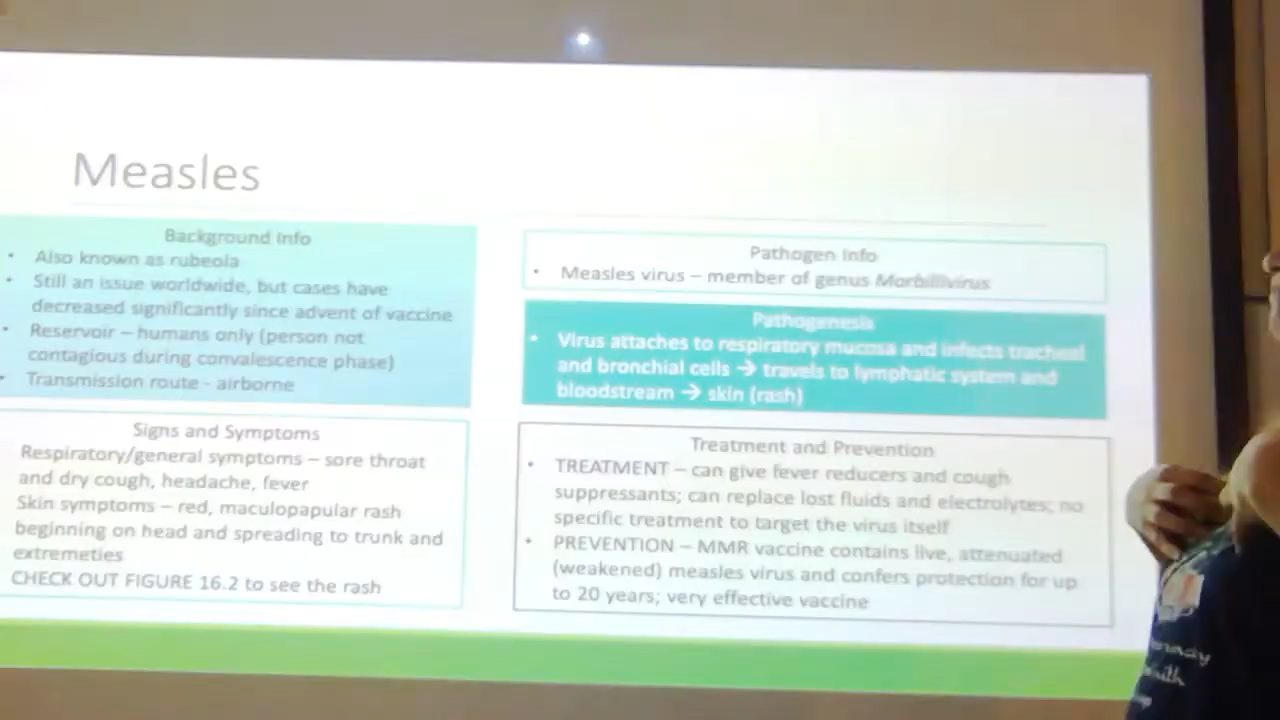 Measles
Background Info
• Also known as rubeola
• Still an issue worldwide, but cases have
decreased significantly since advent of vaccine
• Reservoir – humans only (person not
contagious during convalescence phase)
• Transmission route - airborne
Signs and Symptoms
Respiratory/general symptoms – sore throat
and dry cough, headache, fever
Skin symptoms – red, maculopapular rash
beginning on head and spreading to trunk and
extremeties
CHECK OUT FIGURE 16.2 to see the rash
Pathogen Info
• Measles virus – member of genus Morbillivirus
Pathogenesis
• Virus attaches to respiratory mucosa and infects tracheal
and bronchial cells → travels to lymphatic system and
bloodstream → skin (rash)
Treatment and Prevention
• TREATMENT – can give fever reducers and cough
suppressants; can replace lost fluids and electrolytes; no
specific treatment to target the virus itself
• PREVENTION – MMR vaccine contains live, attenuated
(weakened) measles virus and confers protection for up
to 20 years; very effective vaccine